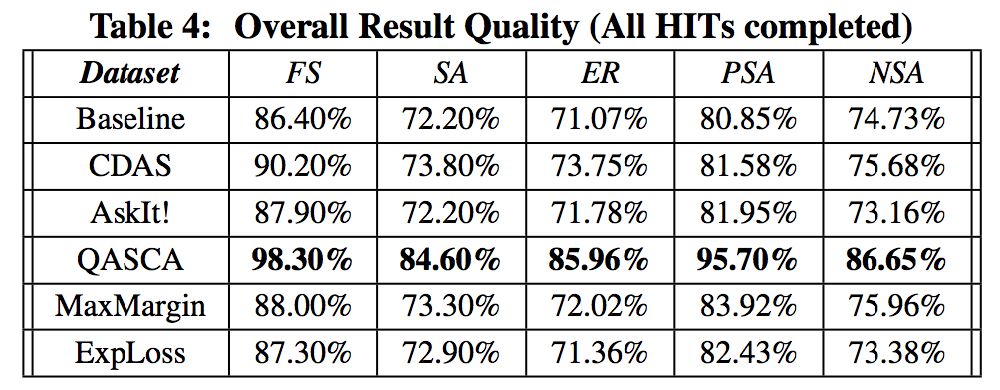 Table 4: Overall Result Quality (All HITs completed)
Dataset FS SA ER PSA NSA
Baseline 86.40% 72.20% 71.07% 80.85% 74.73%
CDAS 90.20% 73.80% 73.75% 81.58% 75.68%
AskIt! 87.90% 72.20% 71.78% 81.95% 73.16%
QASCA 98.30% 84.60% 85.96% 95.70% 86.65%
MaxMargin 88.00% 73.30% 72.02% 83.92% 75.96%
ExpLoss 87.30% 72.90% 71.36% 82.43% 73.38%